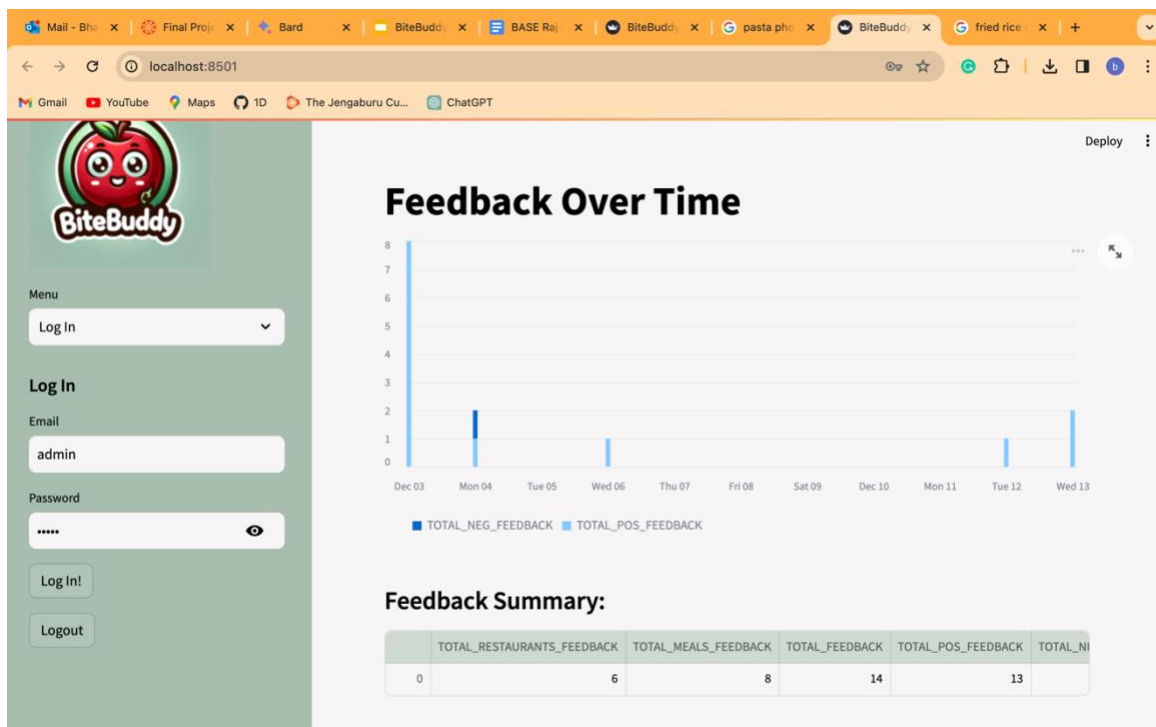 Mail - Bha Final Proje Bard BiteBuddy BASE Raj BiteBuddy pasta pho BiteBuddy fried rice
localhost:8501 b
Gmail YouTube Maps 1D The Jengaburu Cu... ChatGPT
Deploy
BiteBuddy
Menu
Log In
Log In
Email
admin
Password
•••••
Log In!
Logout
Feedback Over Time
8
7
6
5
4
3
2
1
0
Dec 03 Mon 04 Tue 05 Wed 06 Thu 07 Fri 08 Sat 09 Dec 10 Mon 11 Tue 12 Wed 13
TOTAL_NEG_FEEDBACK TOTAL_POS_FEEDBACK
Feedback Summary:
TOTAL_RESTAURANTS_FEEDBACK TOTAL_MEALS_FEEDBACK TOTAL_FEEDBACK TOTAL_POS_FEEDBACK TOTAL_NE
0 6 8 14 13